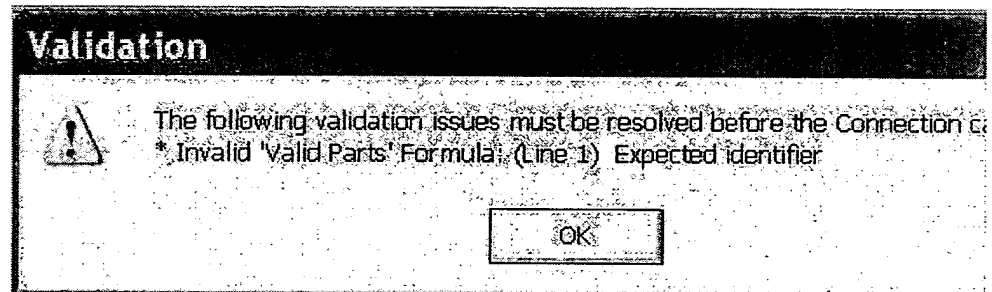 Validation
The following validation issues must be resolved before the Connection ca
* Invalid 'Valid Parts' Formula: (Line 1) Expected identifier
OK